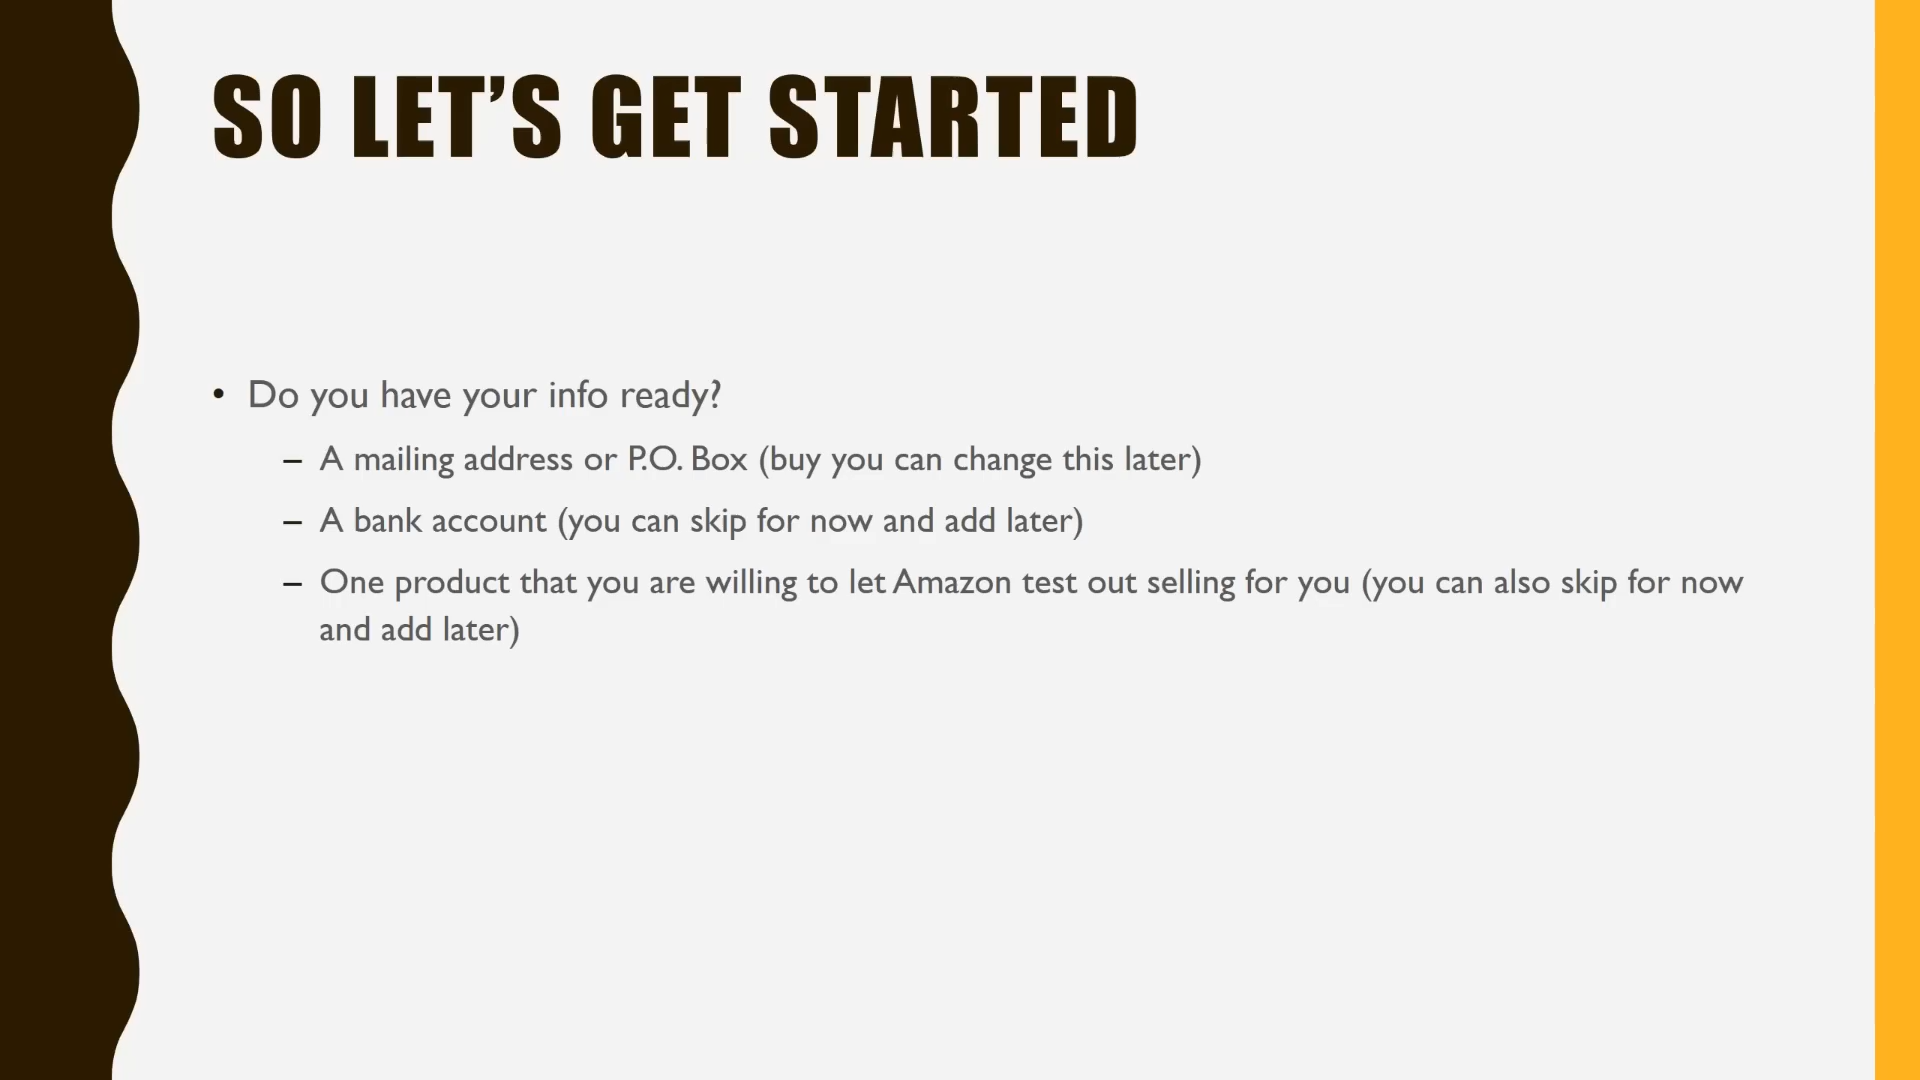 SO LET’S GET STARTED
• Do you have your info ready?
– A mailing address or P.O. Box (buy you can change this later)
– A bank account (you can skip for now and add later)
– One product that you are willing to let Amazon test out selling for you (you can also skip for now
and add later)